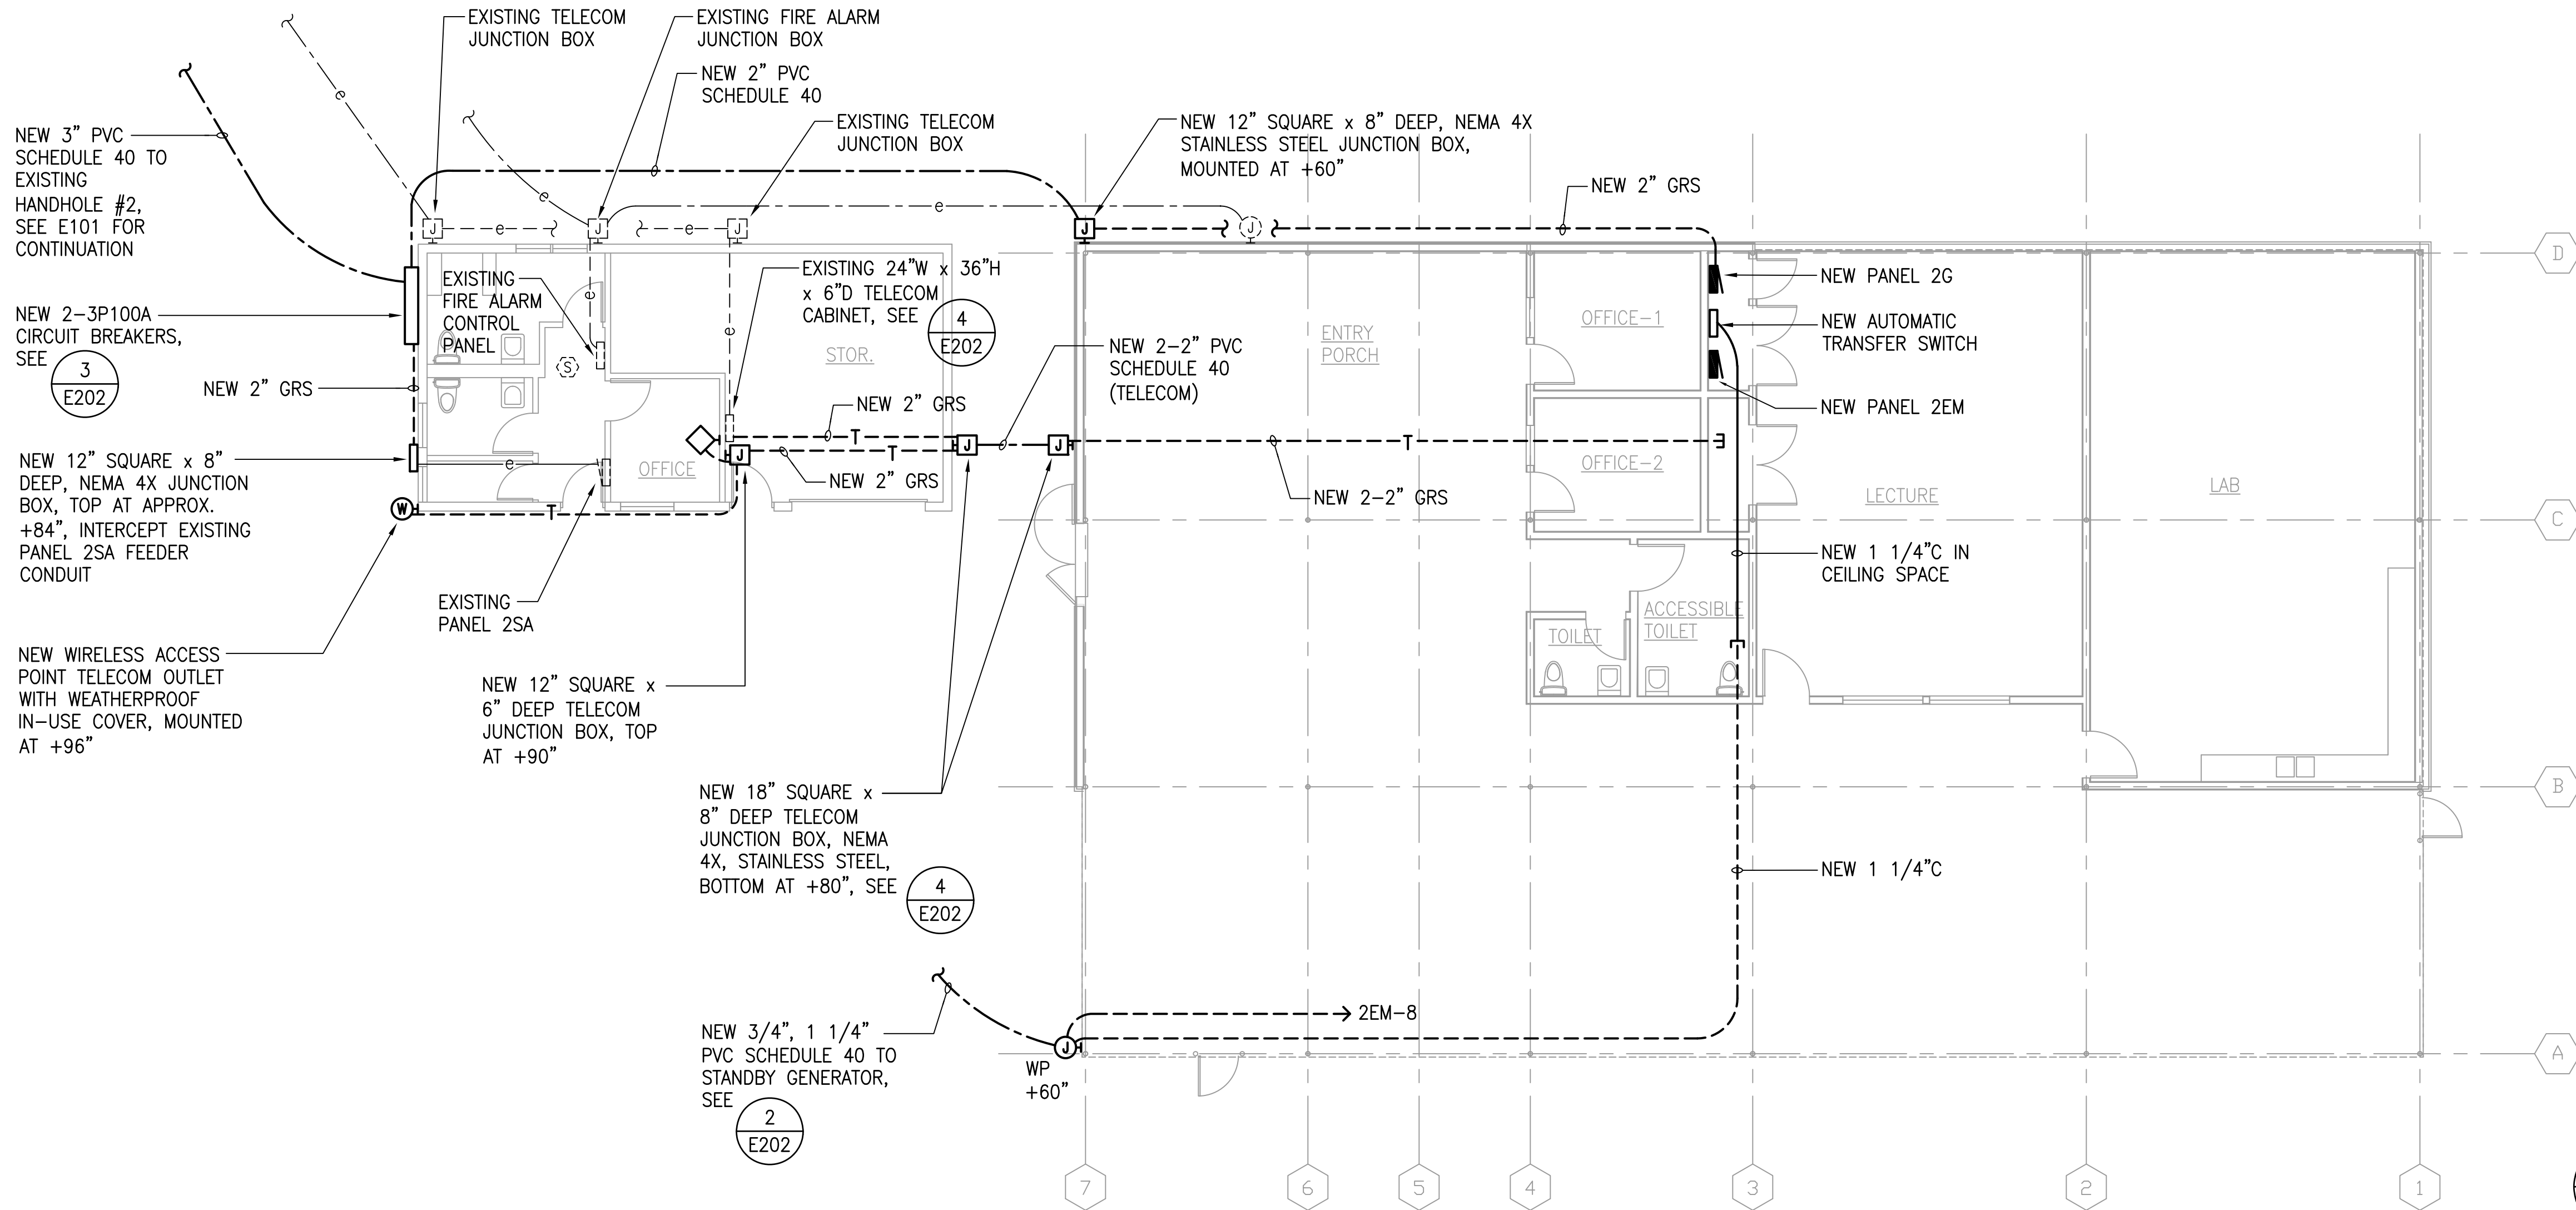 EXISTING TELECOM
JUNCTION BOX
EXISTING FIRE ALARM
JUNCTION BOX
NEW 2" PVC
SCHEDULE 40
EXISTING TELECOM
JUNCTION BOX
NEW 12" SQUARE x 8" DEEP, NEMA 4X
STAINLESS STEEL JUNCTION BOX,
MOUNTED AT +60"
NEW 2" GRS
NEW 3" PVC
SCHEDULE 40 TO
EXISTING
HANDHOLE #2,
SEE E101 FOR
CONTINUATION
e
e
e
e
e
e
e
J
J
J
J
J
NEW 2-3P100A
CIRCUIT BREAKERS,
SEE
3
E202
NEW 2" GRS
EXISTING
FIRE ALARM
CONTROL
PANEL
S
EXISTING 24"W x 36"H
x 6"D TELECOM
CABINET, SEE
4
E202
STOR.
OFFICE
NEW 2" GRS
T
T
NEW 2" GRS
J
J
J
NEW 2-2" PVC
SCHEDULE 40
(TELECOM)
ENTRY
PORCH
OFFICE-1
OFFICE-2
NEW PANEL 2G
NEW AUTOMATIC
TRANSFER SWITCH
NEW PANEL 2EM
T
NEW 2-2" GRS
LECTURE
LAB
D
C
B
A
NEW 12" SQUARE x 8"
DEEP, NEMA 4X JUNCTION
BOX, TOP AT APPROX.
+84", INTERCEPT EXISTING
PANEL 2SA FEEDER
CONDUIT
e
W
T
EXISTING
PANEL 2SA
NEW WIRELESS ACCESS
POINT TELECOM OUTLET
WITH WEATHERPROOF
IN-USE COVER, MOUNTED
AT +96"
NEW 12" SQUARE x
6" DEEP TELECOM
JUNCTION BOX, TOP
AT +90"
NEW 1 1/4"C IN
CEILING SPACE
TOILET
ACCESSIBLE
TOILET
NEW 18" SQUARE x
8" DEEP TELECOM
JUNCTION BOX, NEMA
4X, STAINLESS STEEL,
BOTTOM AT +80", SEE
4
E202
NEW 1 1/4"C
2EM-8
NEW 3/4", 1 1/4"
PVC SCHEDULE 40 TO
STANDBY GENERATOR,
SEE
2
E202
J
WP
+60"
7
6
5
4
3
2
1